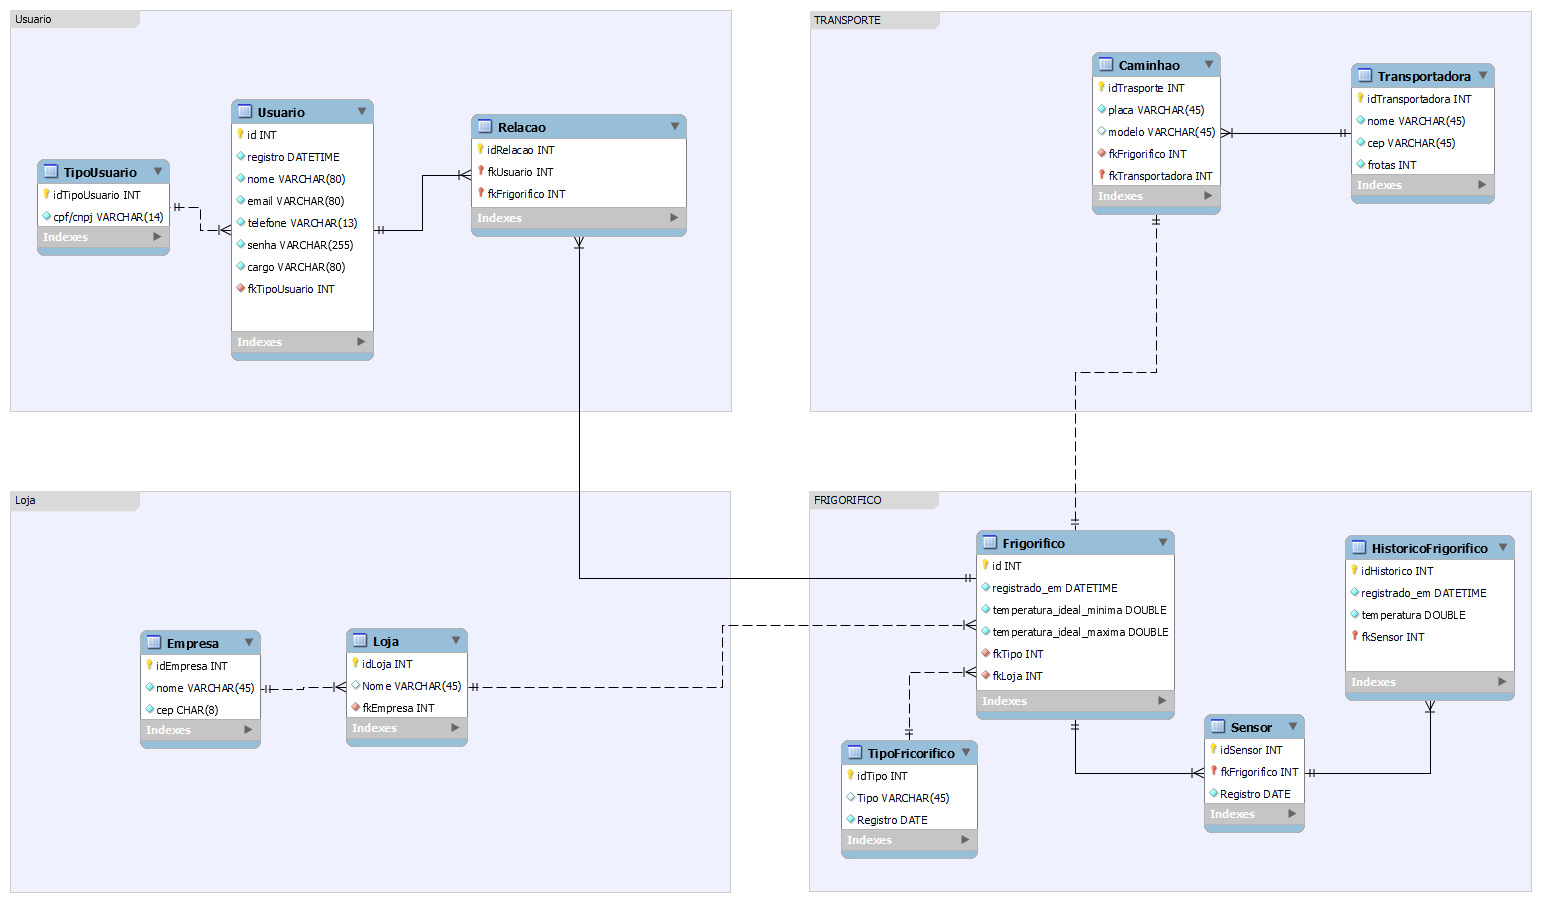 Usuario
TipoUsuario
idTipoUsuario INT
cpf/cnpj VARCHAR(14)
Indexes
Usuario
id INT
registro DATETIME
nome VARCHAR(80)
email VARCHAR(80)
telefone VARCHAR(13)
senha VARCHAR(255)
cargo VARCHAR(80)
fkTipoUsuario INT
Indexes
Relacao
idRelacao INT
fkUsuario INT
fkFrigorifico INT
Indexes
TRANSPORTE
Caminhao
idTrasporte INT
placa VARCHAR(45)
modelo VARCHAR(45)
fkFrigorifico INT
fkTransportadora INT
Indexes
Transportadora
idTransportadora INT
nome VARCHAR(45)
cep VARCHAR(45)
frotas INT
Indexes
Loja
Empresa
idEmpresa INT
nome VARCHAR(45)
cep CHAR(8)
Indexes
Loja
idLoja INT
Nome VARCHAR(45)
fkEmpresa INT
Indexes
FRIGORIFICO
Frigorifico
id INT
registrado_em DATETIME
temperatura_ideal_minima DOUBLE
temperatura_ideal_maxima DOUBLE
fkTipo INT
fkLoja INT
Indexes
TipoFricorifico
idTipo INT
Tipo VARCHAR(45)
Registro DATE
Indexes
Sensor
idSensor INT
fkFrigorifico INT
Registro DATE
Indexes
HistoricoFrigorifico
idHistorico INT
registrado_em DATETIME
temperatura DOUBLE
fkSensor INT
Indexes